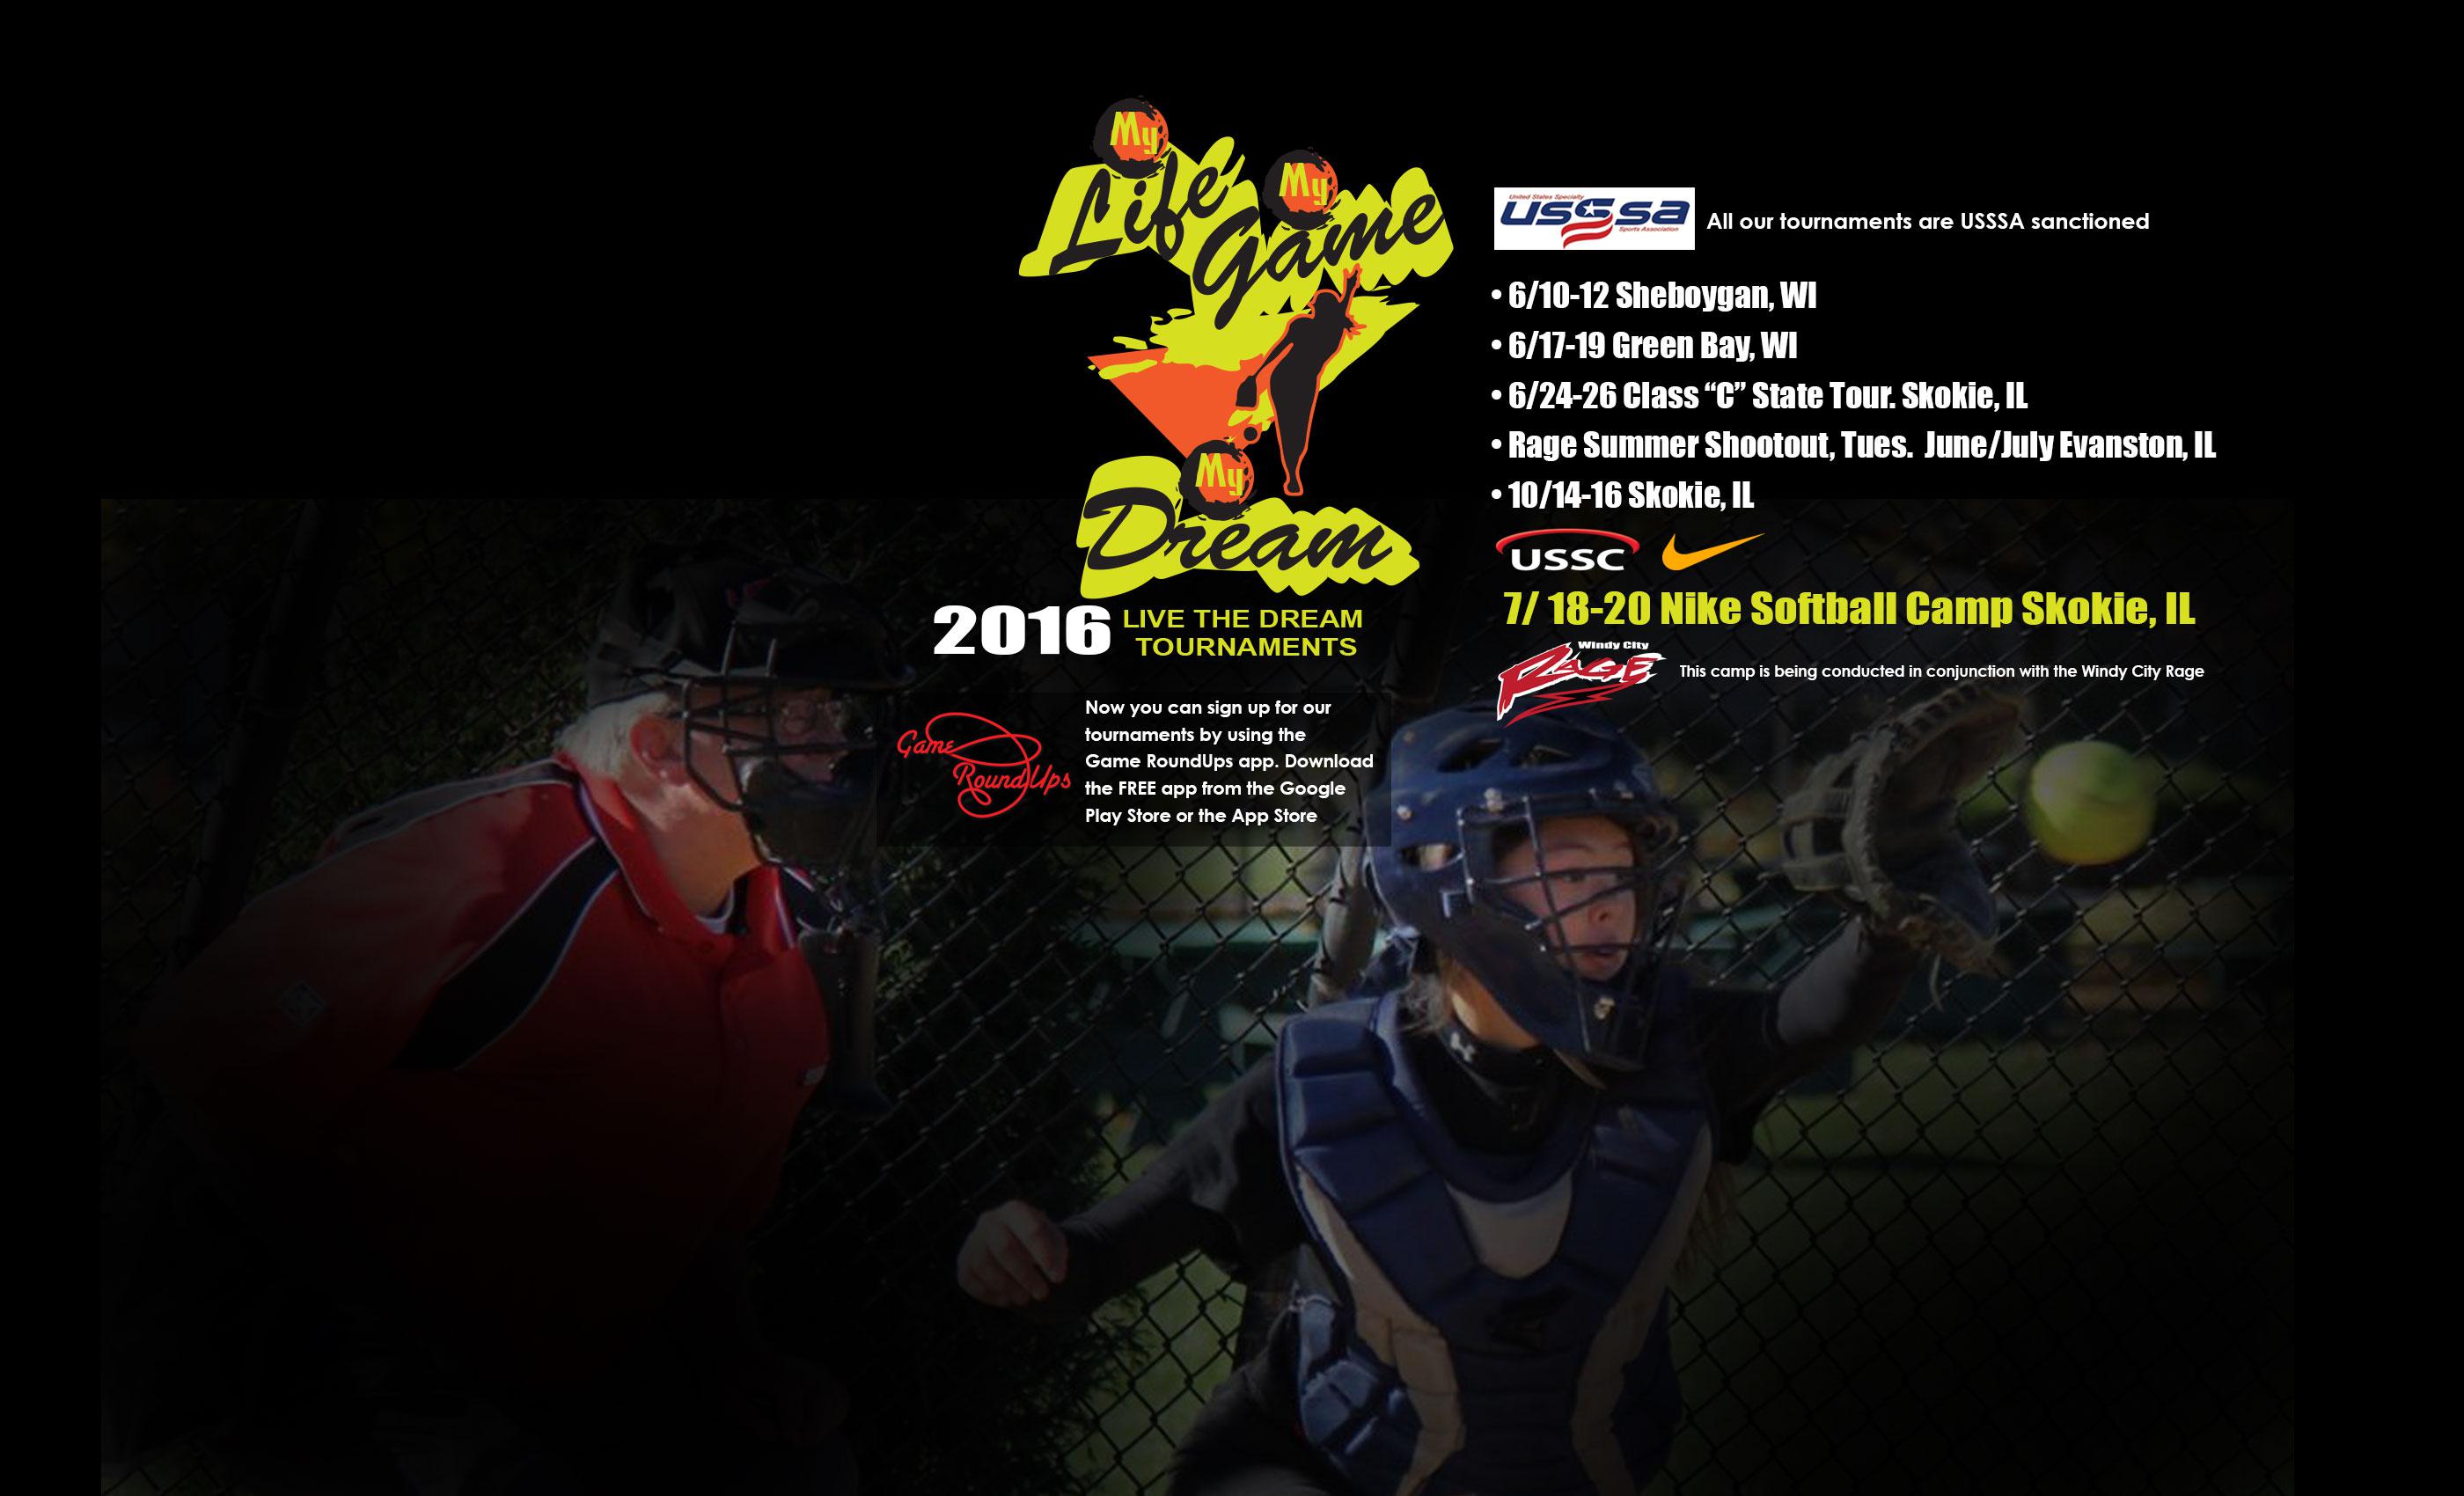 My
Life
My
Game
My
Dream
2016 LIVE THE DREAM
TOURNAMENTS
Game
RoundUps
Now you can sign up for our
tournaments by using the
Game RoundUps app. Download
the FREE app from the Google
Play Store or the App Store
United States Specialty
USSSA
Sports Association
All our tournaments are USSSA sanctioned
• 6/10-12 Sheboygan, WI
• 6/17-19 Green Bay, WI
• 6/24-26 Class “C” State Tour. Skokie, IL
• Rage Summer Shootout, Tues. June/July Evanston, IL
• 10/14-16 Skokie, IL
USSC
7/ 18-20 Nike Softball Camp Skokie, IL
Windy City
RAGE
This camp is being conducted in conjunction with the Windy City Rage